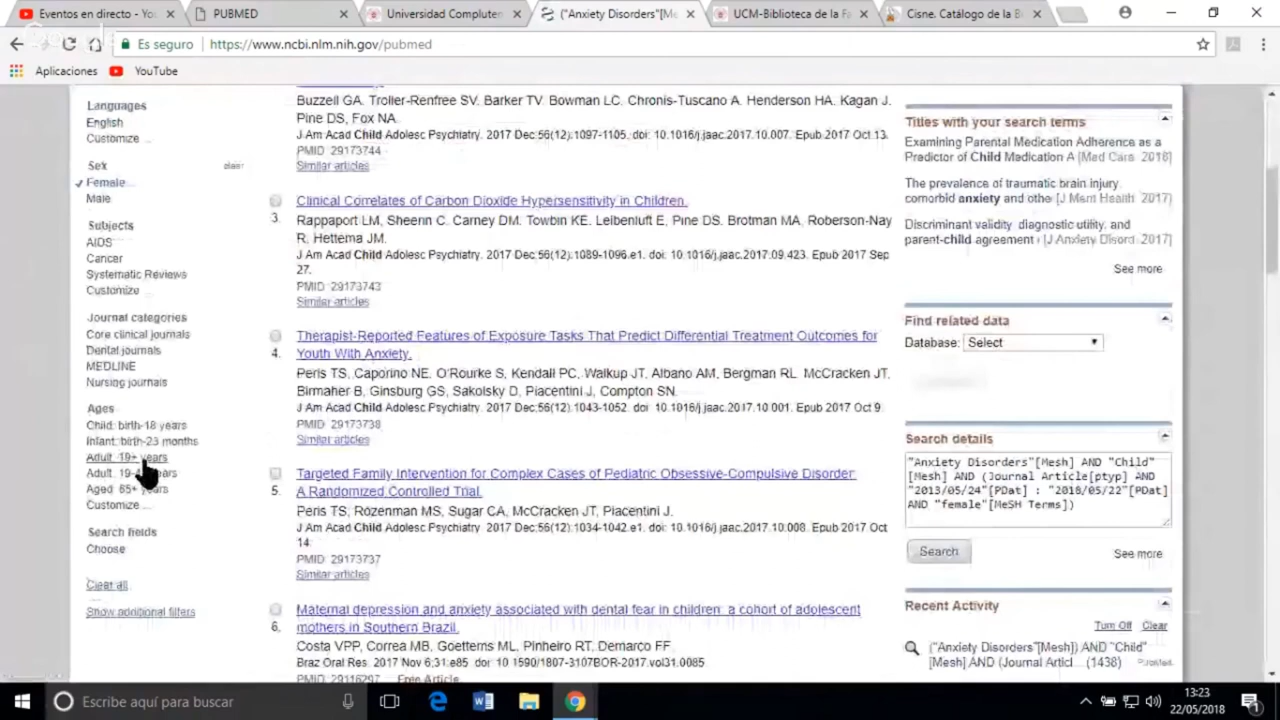 Eventos en directo - You
PUBMED
Universidad Compluten
("Anxiety Disorders"[Me
UCM-Biblioteca de la Fa
Cisne. Catálogo de la B
Es seguro
https://www.ncbi.nlm.nih.gov/pubmed
Aplicaciones
YouTube
Languages
English
Customize ...
Sex
clear
Female
Male
Subjects
AIDS
Cancer
Systematic Reviews
Customize ...
Journal categories
Core clinical journals
Dental journals
MEDLINE
Nursing journals
Ages
Child: birth-18 years
Infant: birth-23 months
Adult: 19+ years
Adult: 19-4 years
Aged: 65+ years
Customize ...
Search fields
Choose
Clear all
Show additional filters
Buzzell GA, Troller-Renfree SV, Barker TV, Bowman LC, Chronis-Tuscano A, Henderson HA, Kagan J,
Pine DS, Fox NA.
J Am Acad Child Adolesc Psychiatry. 2017 Dec;56(12):1097-1105. doi: 10.1016/j.jaac.2017.10.007. Epub 2017 Oct 13.
PMID: 29173744
Similar articles
Clinical Correlates of Carbon Dioxide Hypersensitivity in Children.
3.
Rappaport LM, Sheerin C, Carney DM, Towbin KE, Leibenluft E, Pine DS, Brotman MA, Roberson-Nay
R, Hettema JM.
J Am Acad Child Adolesc Psychiatry. 2017 Dec;56(12):1089-1096.e1. doi: 10.1016/j.jaac.2017.09.423. Epub 2017 Sep
27.
PMID: 29173743
Similar articles
Therapist-Reported Features of Exposure Tasks That Predict Differential Treatment Outcomes for
4.
Youth With Anxiety.
Peris TS, Caporino NE, O'Rourke S, Kendall PC, Walkup JT, Albano AM, Bergman RL, McCracken JT,
Birmaher B, Ginsburg GS, Sakolsky D, Piacentini J, Compton SN.
J Am Acad Child Adolesc Psychiatry. 2017 Dec;56(12):1043-1052. doi: 10.1016/j.jaac.2017.10.001. Epub 2017 Oct 9.
PMID: 29173738
Similar articles
Targeted Family Intervention for Complex Cases of Pediatric Obsessive-Compulsive Disorder:
5.
A Randomized Controlled Trial.
Peris TS, Rozenman MS, Sugar CA, McCracken JT, Piacentini J.
J Am Acad Child Adolesc Psychiatry. 2017 Dec;56(12):1034-1042.e1. doi: 10.1016/j.jaac.2017.10.008. Epub 2017 Oct
14.
PMID: 29173737
Similar articles
Maternal depression and anxiety associated with dental fear in children: a cohort of adolescent
6.
mothers in Southern Brazil.
Costa VPP, Correa MB, Goettems ML, Pinheiro RT, Demarco FF.
Braz Oral Res. 2017 Nov 6;31:e85. doi: 10.1590/1807-3107BOR-2017.vol31.0085.
PMID: 29116297 Free Article
Titles with your search terms
Examining Parental Medication Adherence as a
Predictor of Child Medication A [Med Care. 2018]
The prevalence of traumatic brain injury,
comorbid anxiety and othe [J Ment Health. 2017]
Discriminant validity, diagnostic utility, and
parent-child agreement [J Anxiety Disord. 2017]
See more...
Find related data
Database: Select
Search details
"Anxiety Disorders"[Mesh] AND "Child"
[Mesh] AND (Journal Article[ptyp] AND
"2013/05/24"[PDat] : "2018/05/22"[PDat]
AND "female"[MeSH Terms])
Search
See more...
Recent Activity
Turn Off
Clear
("Anxiety Disorders"[Mesh]) AND "Child"
[Mesh] AND (Journal Articl... (1438)
PubMed
Escribe aquí para buscar
13:23
22/05/2018
1